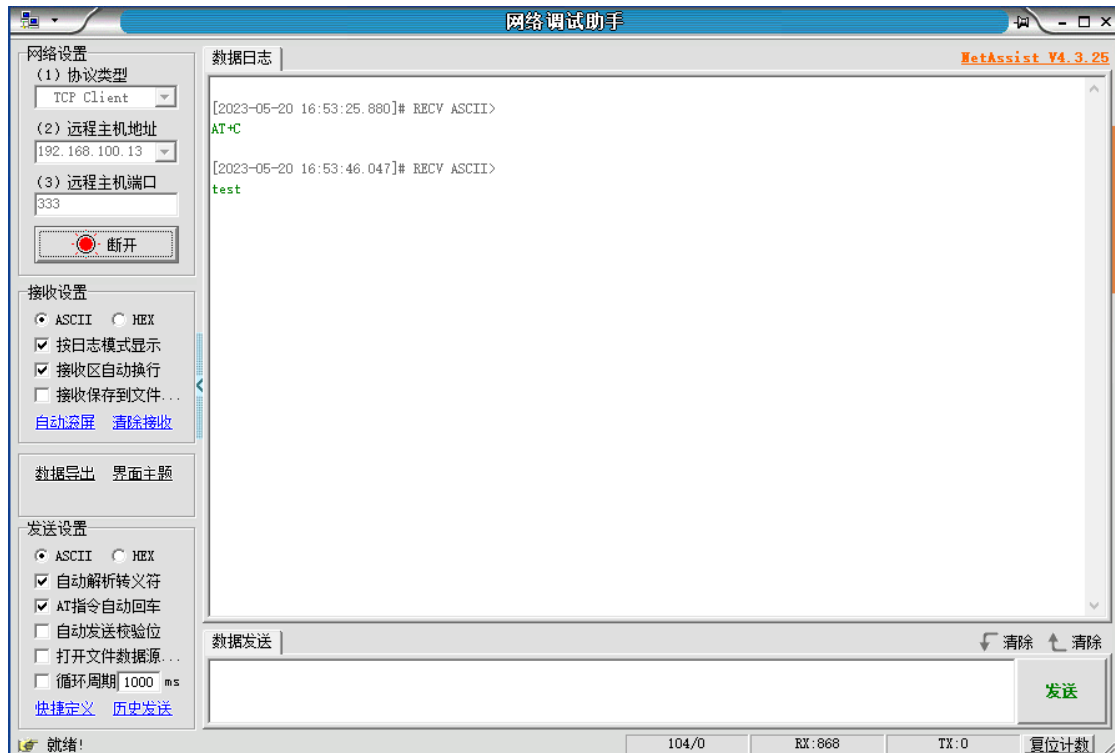 网络调试助手
网络设置
(1) 协议类型
TCP Client
(2) 远程主机地址
192.168.100.13
(3) 远程主机端口
333
断开
接收设置
ASCII HEX
按日志模式显示
接收区自动换行
接收保存到文件...
自动滚屏 清除接收
数据导出 界面主题
发送设置
ASCII HEX
自动解析转义符
AT指令自动回车
自动发送校验位
打开文件数据源...
循环周期 1000 ms
快捷定义 历史发送
数据日志
NetAssist V4.3.25
[2023-05-20 16:53:25.880]# RECV ASCII>
AT+C
[2023-05-20 16:53:46.047]# RECV ASCII>
test
数据发送
清除 清除
发送
就绪!
104/0
RX:868
TX:0
复位计数